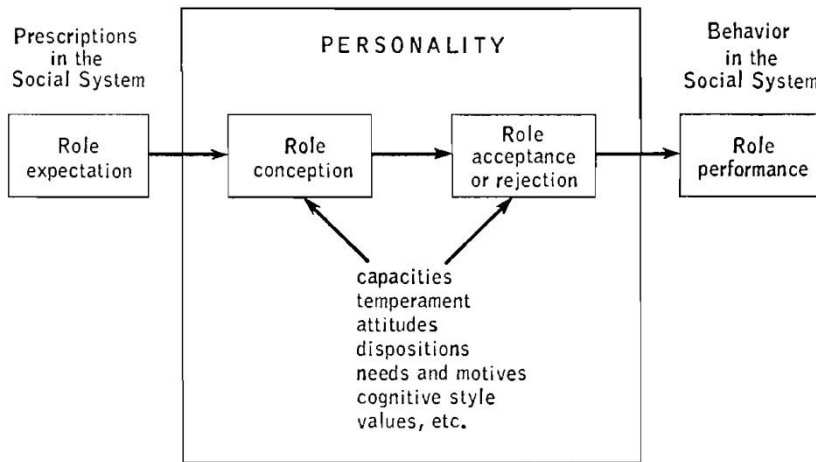 Prescriptions
in the
Social System
PERSONALITY
Behavior
in the
Social System
Role
expectation
Role
conception
Role
acceptance
or rejection
Role
performance
capacities
temperament
attitudes
dispositions
needs and motives
cognitive style
values, etc.